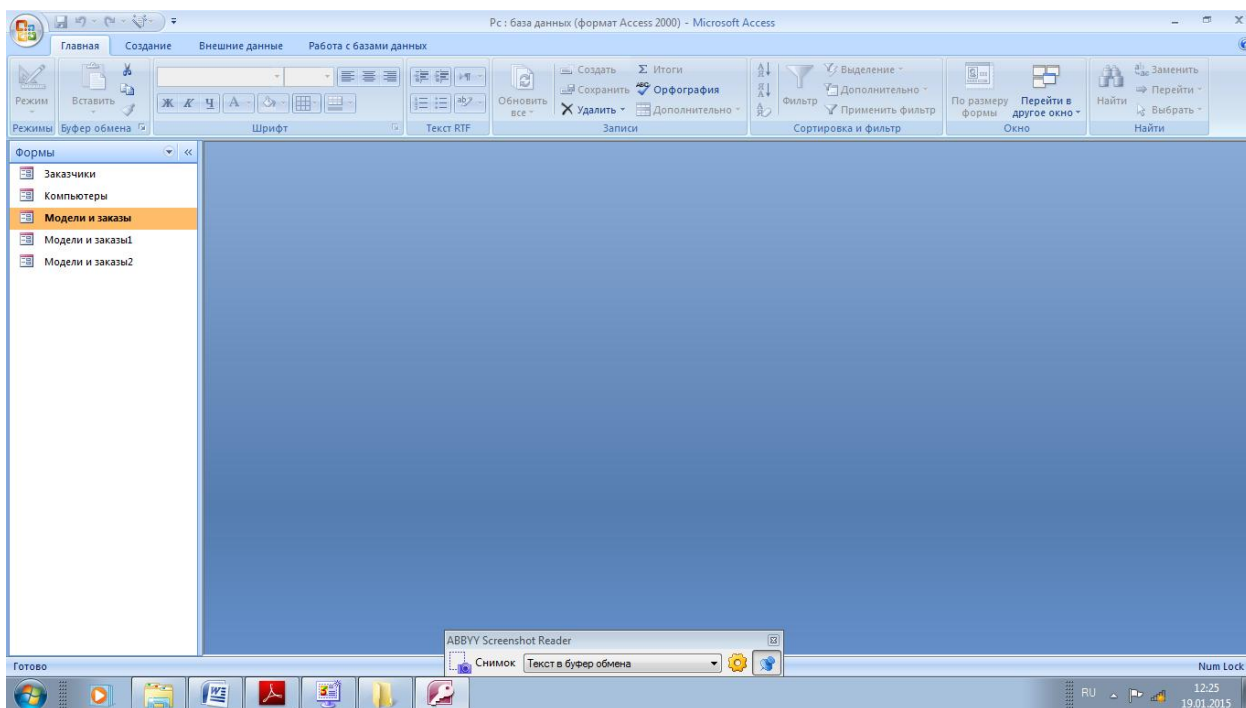 Pc : база данных (формат Access 2000) - Microsoft Access
Главная Создание Внешние данные Работа с базами данных
Режим Вставить Ж К Ч А Обновить все Создать Сохранить Удалить Σ Итоги Орфография Дополнительно Фильтр Выделение Дополнительно Применить фильтр По размеру формы Перейти в другое окно Найти Заменить Перейти Выбрать
Режимы Буфер обмена Шрифт Текст RTF Записи Сортировка и фильтр Окно Найти
Формы
Заказчики
Компьютеры
Модели и заказы
Модели и заказы1
Модели и заказы2
ABBYY Screenshot Reader
Снимок Текст в буфер обмена
Готово Num Lock
RU 12:25
19.01.2015